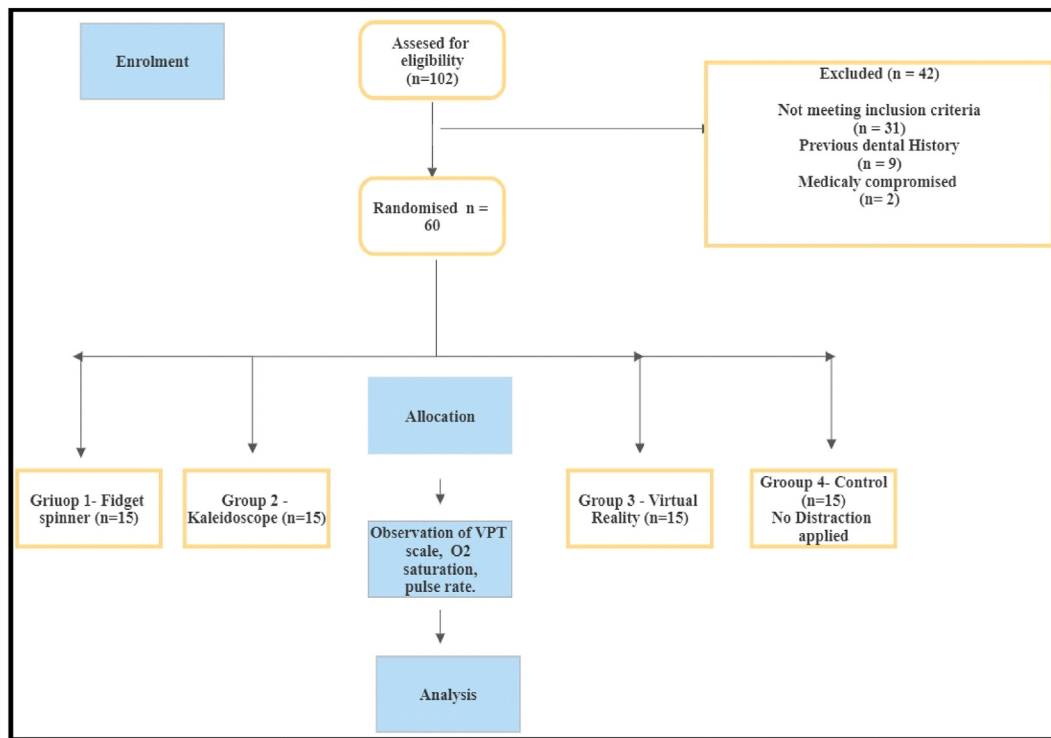 Enrolment
Assesed for
eligibility
(n=102)
Excluded (n = 42)
Not meeting inclusion criteria
(n = 31)
Previous dental History
(n = 9)
Medicaly compromised
(n= 2)
Randomised n =
60
Allocation
Griuop 1- Fidget
spinner (n=15)
Group 2 -
Kaleidoscope (n=15)
Group 3 - Virtual
Reality (n=15)
Grooup 4- Control
(n=15)
No Distraction
applied
Observation of VPT
scale, O2
saturation,
pulse rate.
Analysis